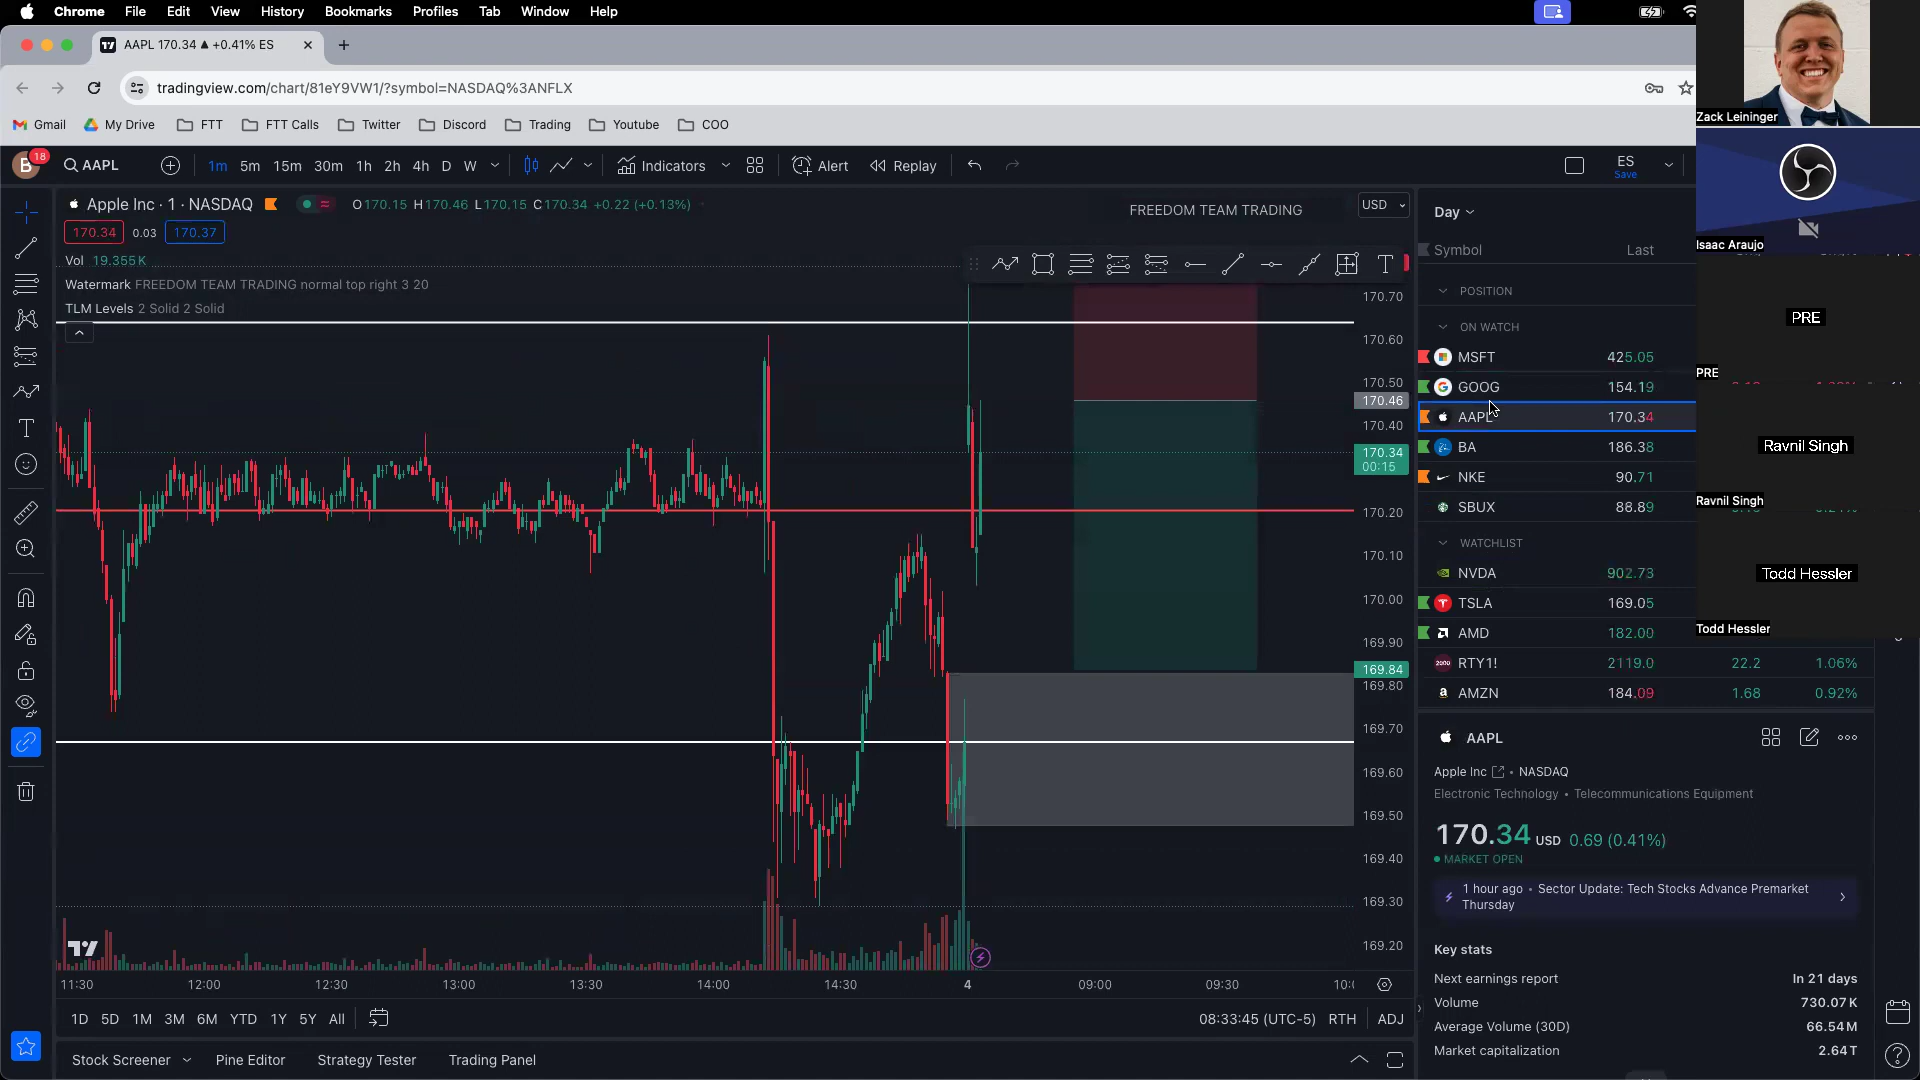 Chrome File Edit View History Bookmarks Profiles Tab Window Help
AAPL 170.34 ▲ +0.41% ES
tradingview.com/chart/81eY9VW1/?symbol=NASDAQ%3ANFLX
Gmail My Drive FTT FTT Calls Twitter Discord Trading Youtube COO
B 18 AAPL 1m 5m 15m 30m 1h 2h 4h D W Indicators Alert Replay ES
Save
Apple Inc · 1 · NASDAQ O170.15 H170.46 L170.15 C170.34 +0.22 (+0.13%)
FREEDOM TEAM TRADING
USD
170.34 0.03 170.37
Vol 19.355K
Watermark FREEDOM TEAM TRADING normal top right 3 20
TLM Levels 2 Solid 2 Solid
170.70
170.60
170.50
170.46
170.40
170.34
00:15
170.20
170.10
170.00
169.90
169.84
169.80
169.70
169.60
169.50
169.40
169.30
169.20
11:30 12:00 12:30 13:00 13:30 14:00 14:30 4 09:00 09:30
1D 5D 1M 3M 6M YTD 1Y 5Y All
08:33:45 (UTC-5) RTH ADJ
Stock Screener Pine Editor Strategy Tester Trading Panel
Day
Symbol Last
POSITION
ON WATCH
MSFT 425.05
GOOG 154.19
AAPL 170.34
BA 186.38
NKE 90.71
SBUX 88.89
WATCHLIST
NVDA 902.73
TSLA 169.05
AMD 182.00
RTY1! 2119.0 22.2 1.06%
AMZN 184.09 1.68 0.92%
AAPL
Apple Inc • NASDAQ
Electronic Technology • Telecommunications Equipment
170.34 USD 0.69 (0.41%)
MARKET OPEN
1 hour ago • Sector Update: Tech Stocks Advance Premarket
Thursday
Key stats
Next earnings report In 21 days
Volume 730.07K
Average Volume (30D) 66.54M
Market capitalization 2.64T
Zack Leininger
Isaac Araujo
PRE
PRE
Ravnil Singh
Ravnil Singh
Todd Hessler
Todd Hessler